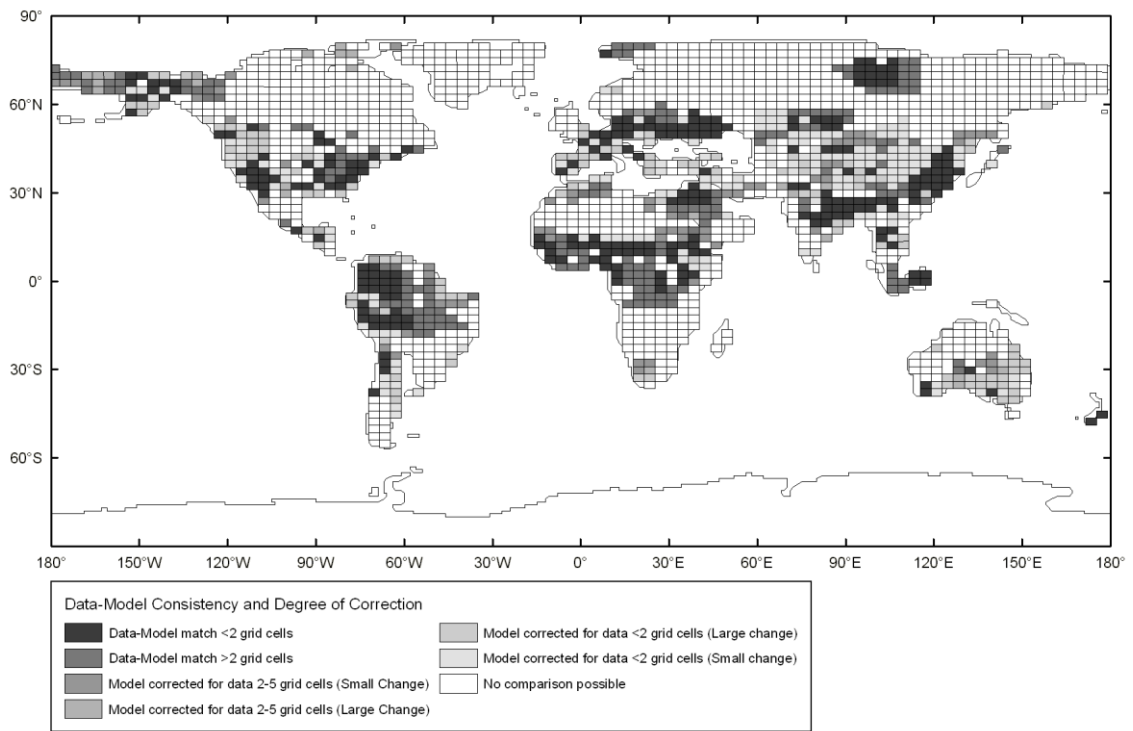 90°
60°N
30°N
0°
30°S
60°S
180°
150°W
120°W
90°W
60°W
30°W
0°
30°E
60°E
90°E
120°E
150°E
180°
Data-Model Consistency and Degree of Correction
Data-Model match <2 grid cells
Data-Model match >2 grid cells
Model corrected for data 2-5 grid cells (Small Change)
Model corrected for data 2-5 grid cells (Large Change)
Model corrected for data <2 grid cells (Large change)
Model corrected for data <2 grid cells (Small change)
No comparison possible